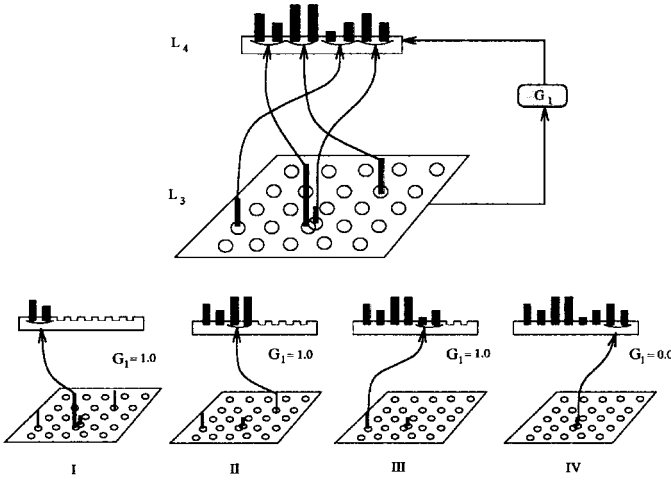 L4
G1
L3
G1 = 1.0
G1 = 1.0
G1 = 1.0
G1 = 0.0
I
II
III
IV